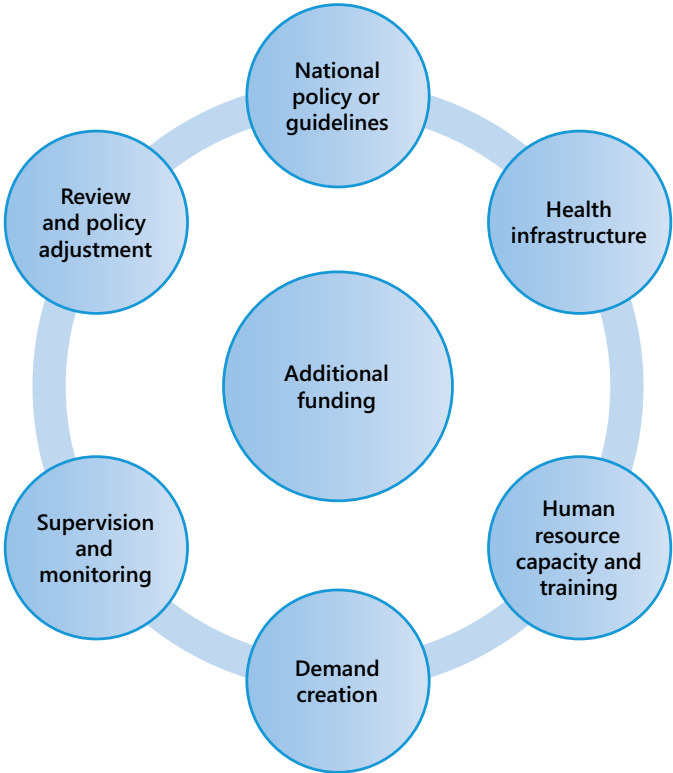 National
policy or
guidelines
Health
infrastructure
Human
resource
capacity and
training
Demand
creation
Supervision
and
monitoring
Review
and policy
adjustment
Additional
funding